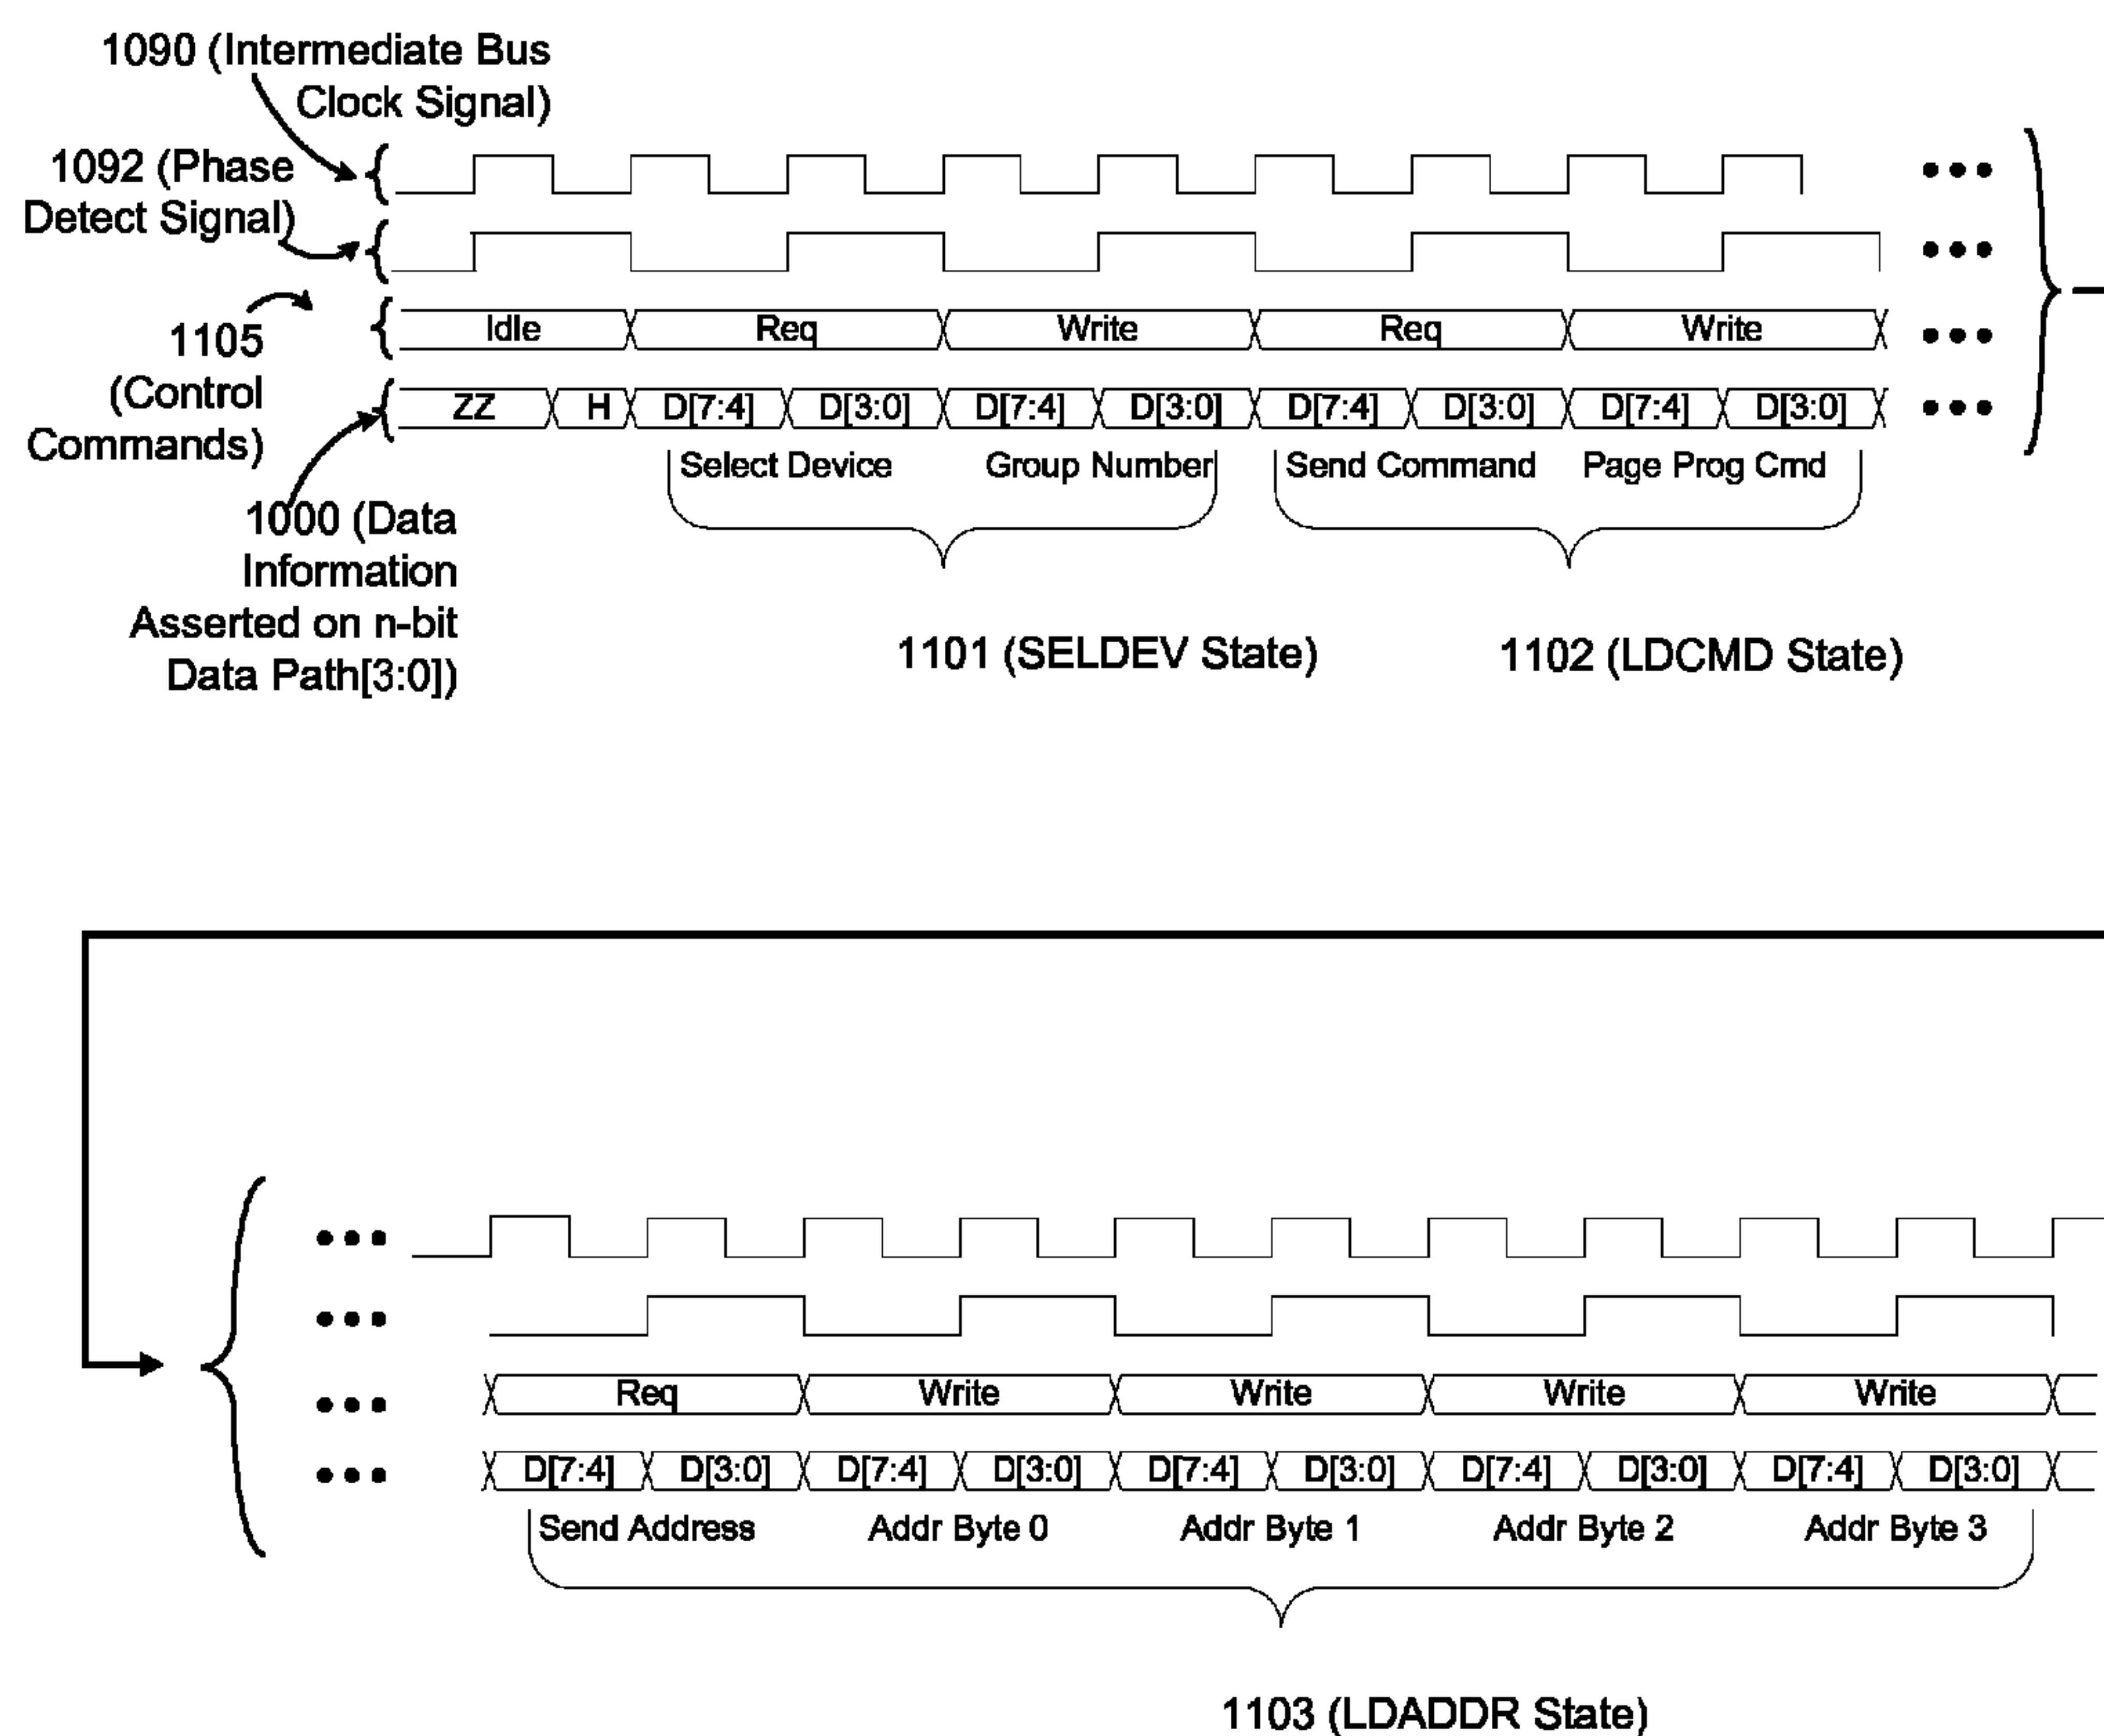 1090 (Intermediate Bus
Clock Signal)
1092 (Phase
Detect Signal)
1105
(Control
Commands)
1000 (Data
Information
Asserted on n-bit
Data Path[3:0])
Idle Req Write Req Write
ZZ H D[7:4] D[3:0] D[7:4] D[3:0] D[7:4] D[3:0] D[7:4] D[3:0]
Select Device Group Number Send Command Page Prog Cmd
1101 (SELDEV State) 1102 (LDCMD State)
Req Write Write Write Write
D[7:4] D[3:0] D[7:4] D[3:0] D[7:4] D[3:0] D[7:4] D[3:0] D[7:4] D[3:0]
Send Address Addr Byte 0 Addr Byte 1 Addr Byte 2 Addr Byte 3
1103 (LDADDR State)